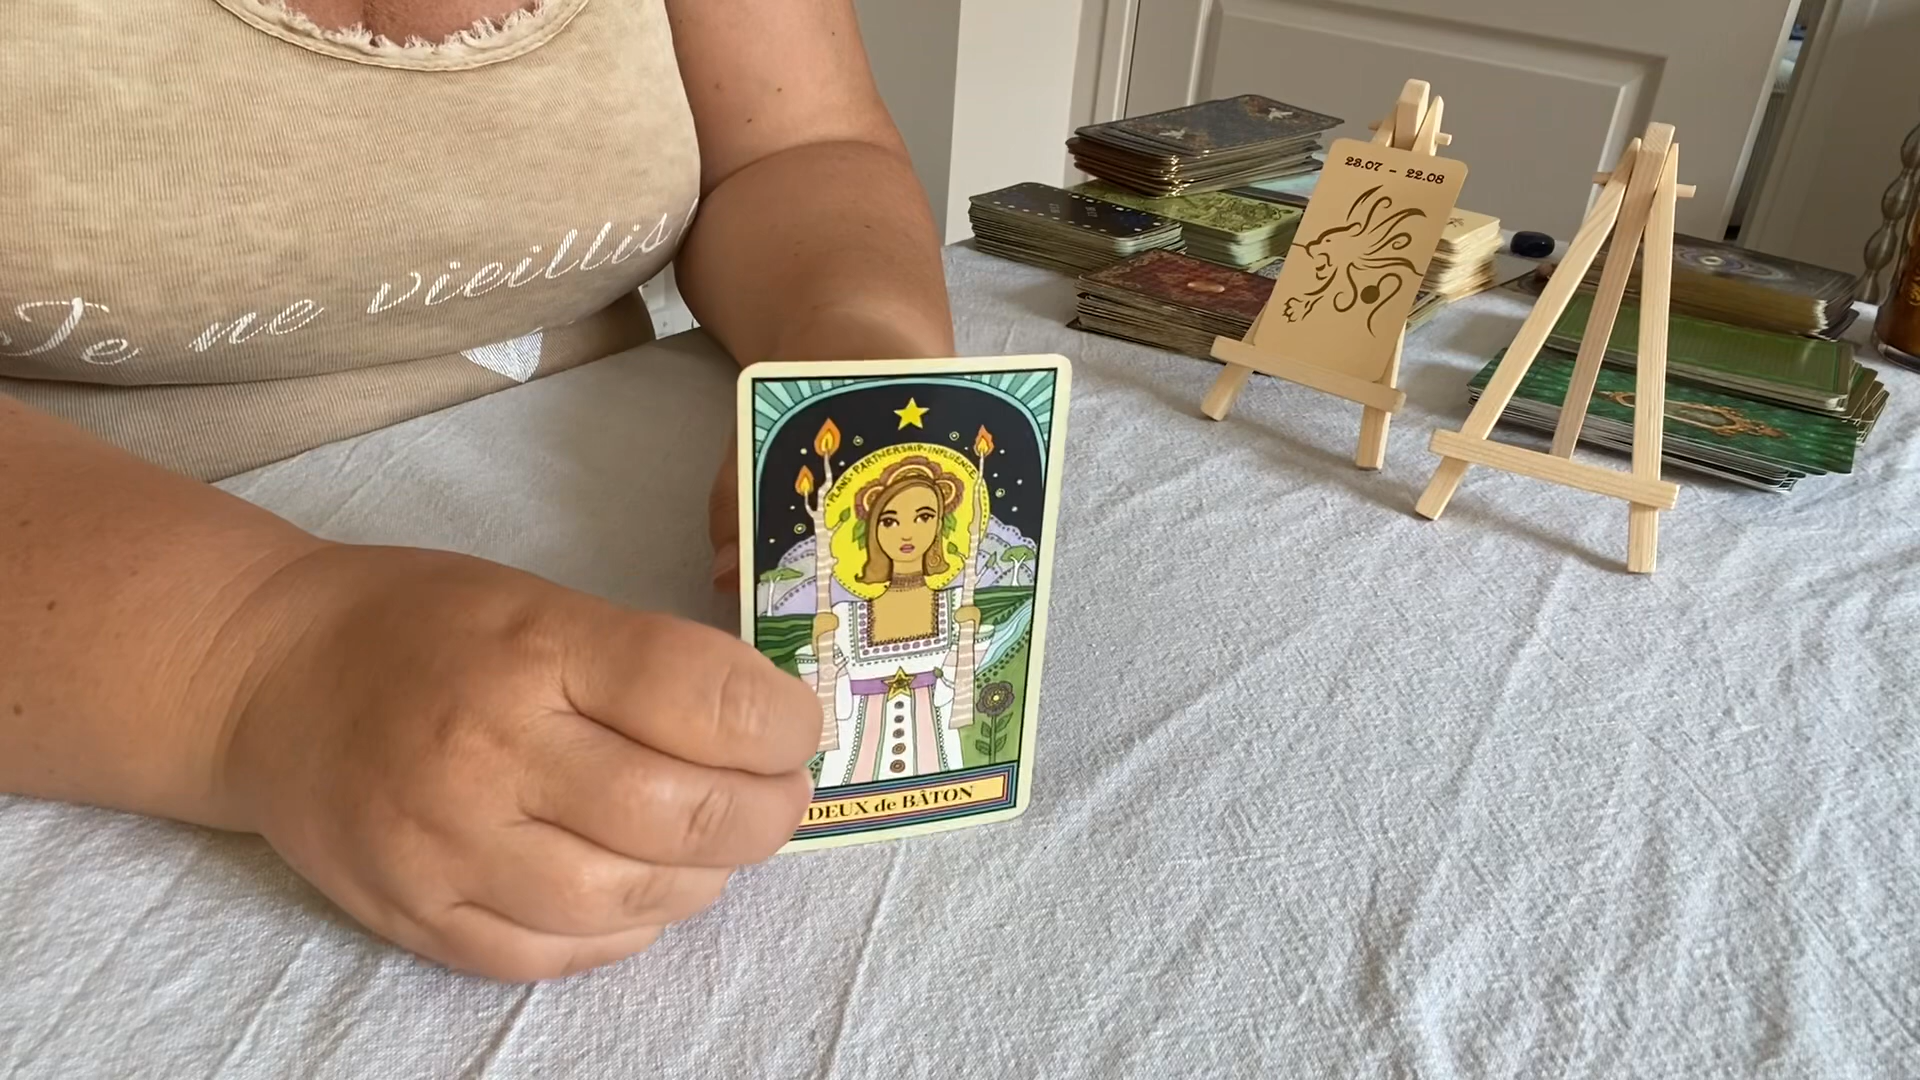 Je ne vieillis
23.07 - 22.08
PLANS · PARTNERSHIP · INFLUENCE
DEUX de BÂTON